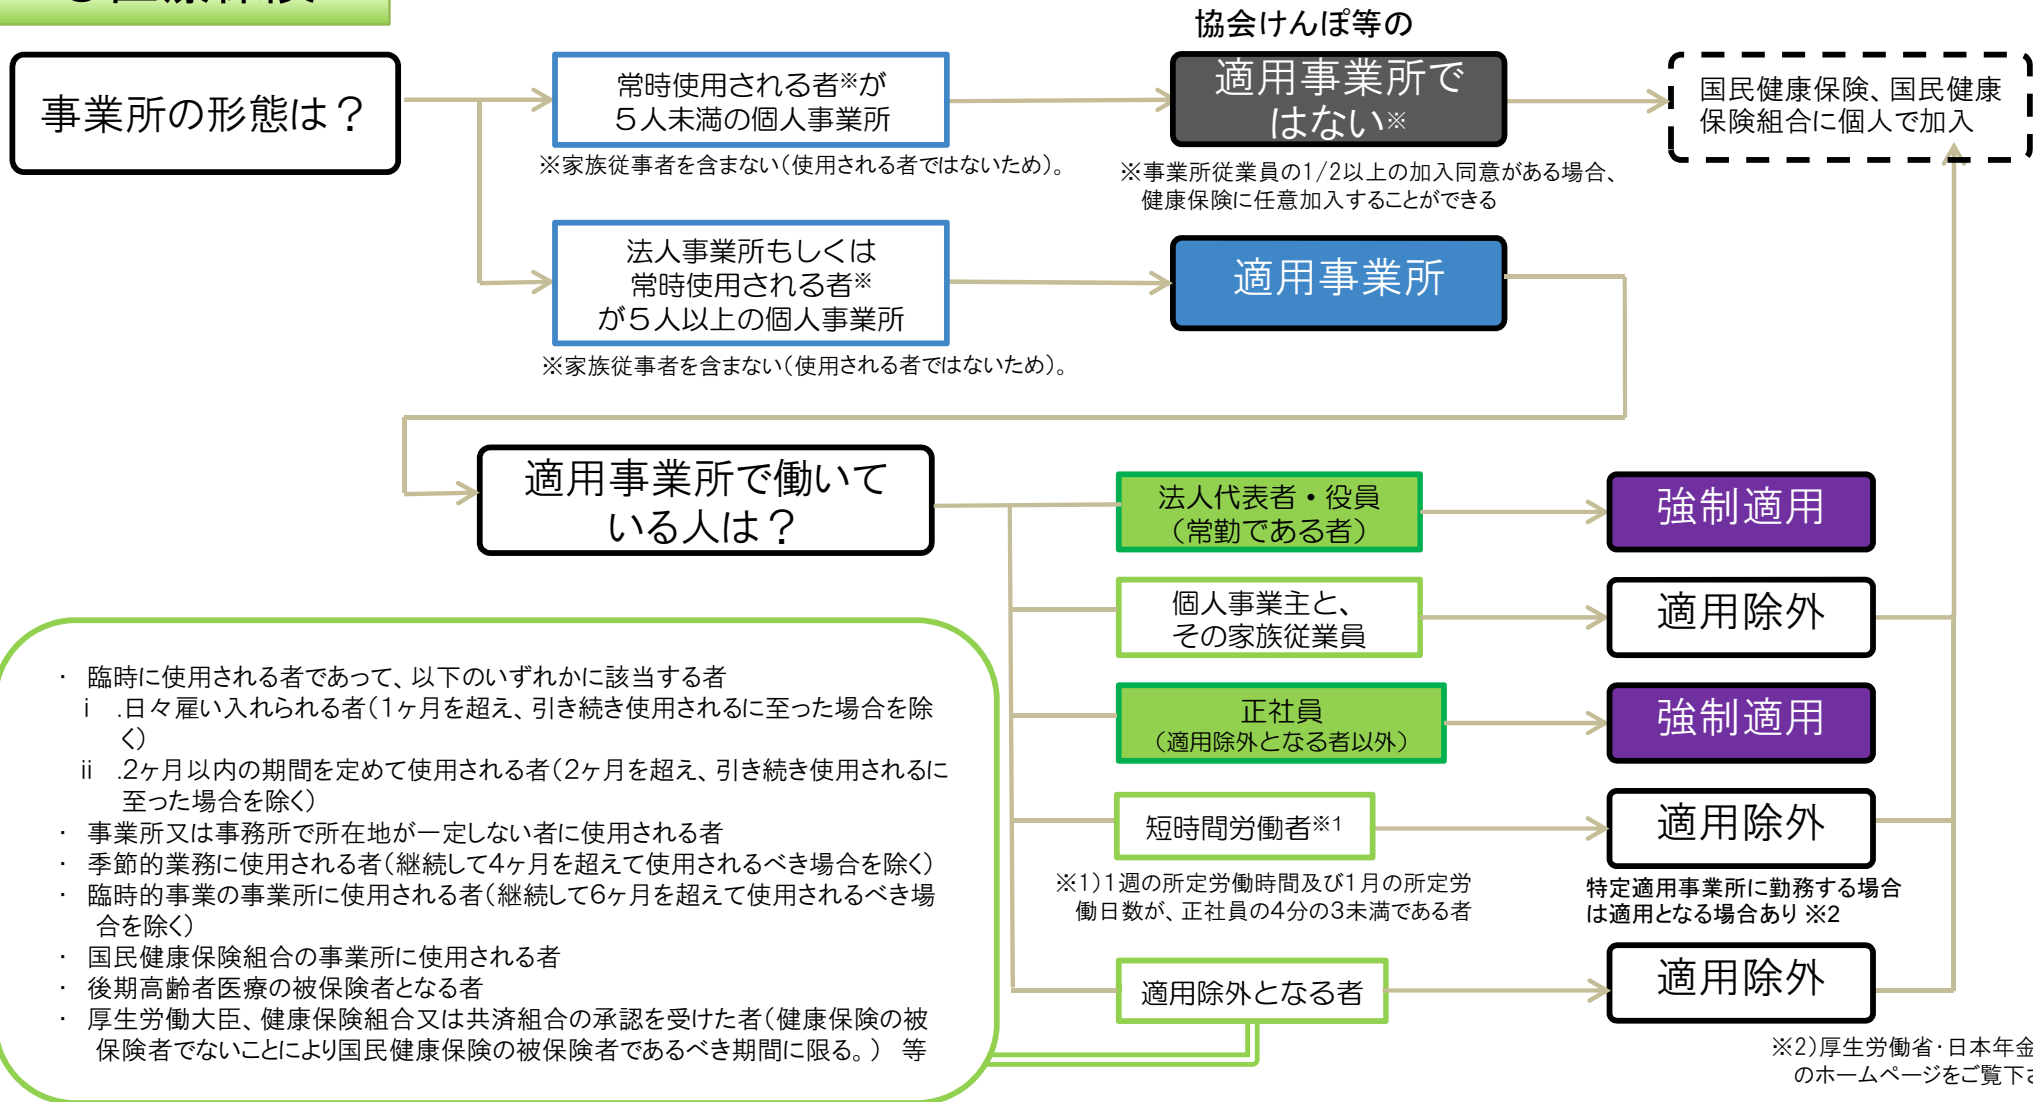 協会けんぽ等の
事業所の形態は？
常時使用される者※が
５人未満の個人事業所
適用事業所で
はない※
国民健康保険、国民健康
保険組合に個人で加入
※家族従事者を含まない（使用される者ではないため）。
※事業所従業員の1/2以上の加入同意がある場合、
健康保険に任意加入することができる
法人事業所もしくは
常時使用される者※
が５人以上の個人事業所
適用事業所
※家族従事者を含まない（使用される者ではないため）。
適用事業所で働いて
いる人は？
法人代表者・役員
（常勤である者）
強制適用
個人事業主と、
その家族従業員
適用除外
正社員
（適用除外となる者以外）
強制適用
短時間労働者※1
適用除外
※1）1週の所定労働時間及び1月の所定労
働日数が、正社員の4分の3未満である者
特定適用事業所に勤務する場合
は適用となる場合あり ※2
適用除外となる者
適用除外
・ 臨時に使用される者であって、以下のいずれかに該当する者
ⅰ .日々雇い入れられる者（1ヶ月を超え、引き続き使用されるに至った場合を除
く）
ⅱ .2ヶ月以内の期間を定めて使用される者（2ヶ月を超え、引き続き使用されるに
至った場合を除く）
・ 事業所又は事務所で所在地が一定しない者に使用される者
・ 季節的業務に使用される者（継続して4ヶ月を超えて使用されるべき場合を除く）
・ 臨時的事業の事業所に使用される者（継続して6ヶ月を超えて使用されるべき場
合を除く）
・ 国民健康保険組合の事業所に使用される者
・ 後期高齢者医療の被保険者となる者
・ 厚生労働大臣、健康保険組合又は共済組合の承認を受けた者（健康保険の被
保険者でないことにより国民健康保険の被保険者であるべき期間に限る。） 等
※2）厚生労働省・日本年金
のホームページをご覧下